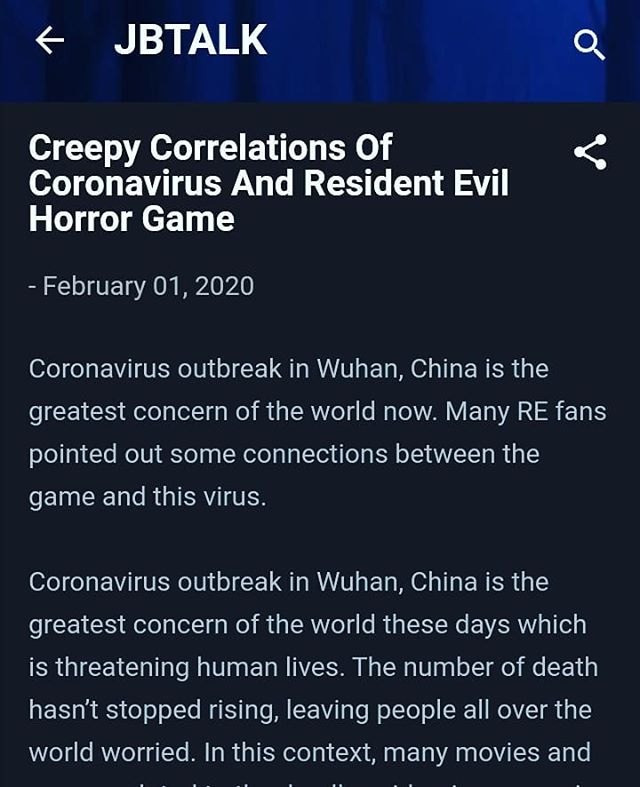 JBTALK
Creepy Correlations Of
Coronavirus And Resident Evil
Horror Game
- February 01, 2020
Coronavirus outbreak in Wuhan, China is the
greatest concern of the world now. Many RE fans
pointed out some connections between the
game and this virus.
Coronavirus outbreak in Wuhan, China is the
greatest concern of the world these days which
is threatening human lives. The number of death
hasn’t stopped rising, leaving people all over the
world worried. In this context, many movies and